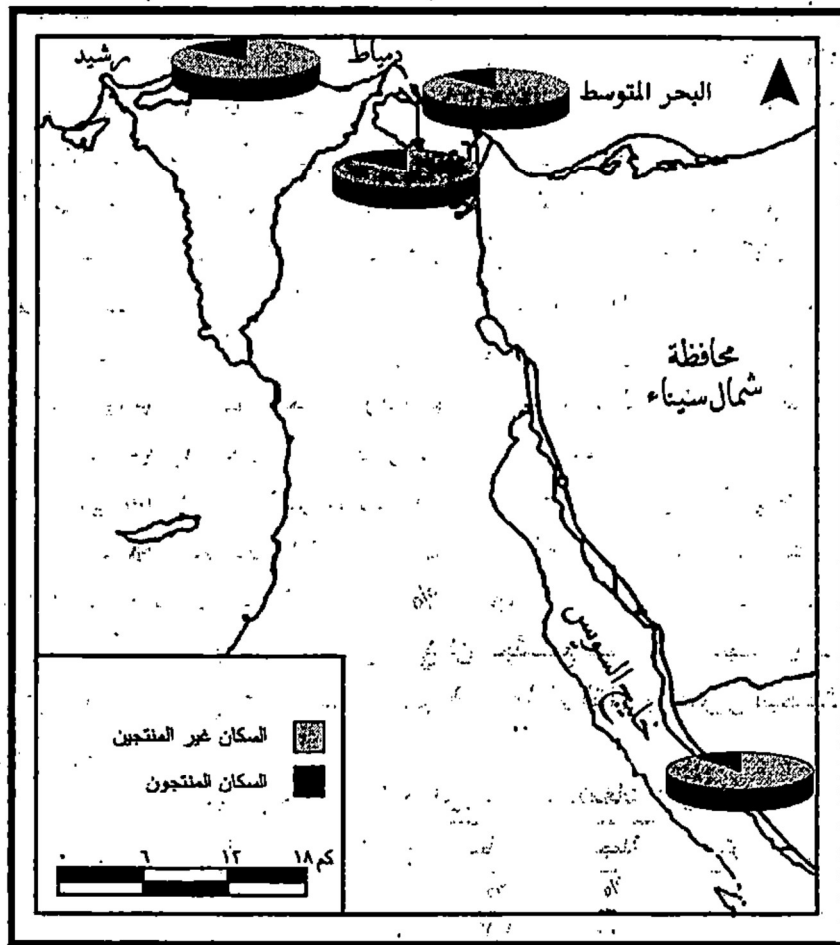 رشيد
دمياط
البحر المتوسط
محافظة
شمال سيناء
خليج السويس
السكان غير المنتجين
السكان المنتجون
٠ ٦ ١٢ ١٨ كم